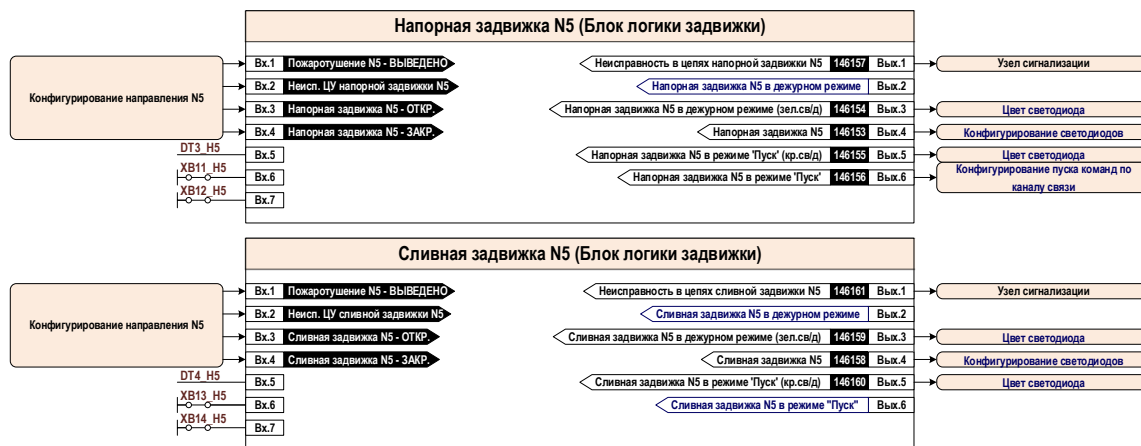 Напорная задвижка N5 (Блок логики задвижки)
Конфигурирование направления N5
Вх.1 Пожаротушение N5 - ВЫВЕДЕНО
Вх.2 Неисп. ЦУ напорной задвижки N5
Вх.3 Напорная задвижка N5 - ОТКР.
Вх.4 Напорная задвижка N5 - ЗАКР.
DT3_H5 Вх.5
XB11_H5 Вх.6
XB12_H5 Вх.7
Неисправность в цепях напорной задвижки N5 146157 Вых.1 Узел сигнализации
Напорная задвижка N5 в дежурном режиме Вых.2
Напорная задвижка N5 в дежурном режиме (зел.св/д) 146154 Вых.3 Цвет светодиода
Напорная задвижка N5 146153 Вых.4 Конфигурирование светодиодов
Напорная задвижка N5 в режиме 'Пуск' (кр.св/д) 146155 Вых.5 Цвет светодиода
Напорная задвижка N5 в режиме 'Пуск' 146156 Вых.6 Конфигурирование пуска команд по
каналу связи
Сливная задвижка N5 (Блок логики задвижки)
Конфигурирование направления N5
Вх.1 Пожаротушение N5 - ВЫВЕДЕНО
Вх.2 Неисп. ЦУ сливной задвижки N5
Вх.3 Сливная задвижка N5 - ОТКР.
Вх.4 Сливная задвижка N5 - ЗАКР.
DT4_H5 Вх.5
XB13_H5 Вх.6
XB14_H5 Вх.7
Неисправность в цепях сливной задвижки N5 146161 Вых.1 Узел сигнализации
Сливная задвижка N5 в дежурном режиме Вых.2
Сливная задвижка N5 в дежурном режиме (зел.св/д) 146159 Вых.3 Цвет светодиода
Сливная задвижка N5 146158 Вых.4 Конфигурирование светодиодов
Сливная задвижка N5 в режиме 'Пуск' (кр.св/д) 146160 Вых.5 Цвет светодиода
Сливная задвижка N5 в режиме "Пуск" Вых.6